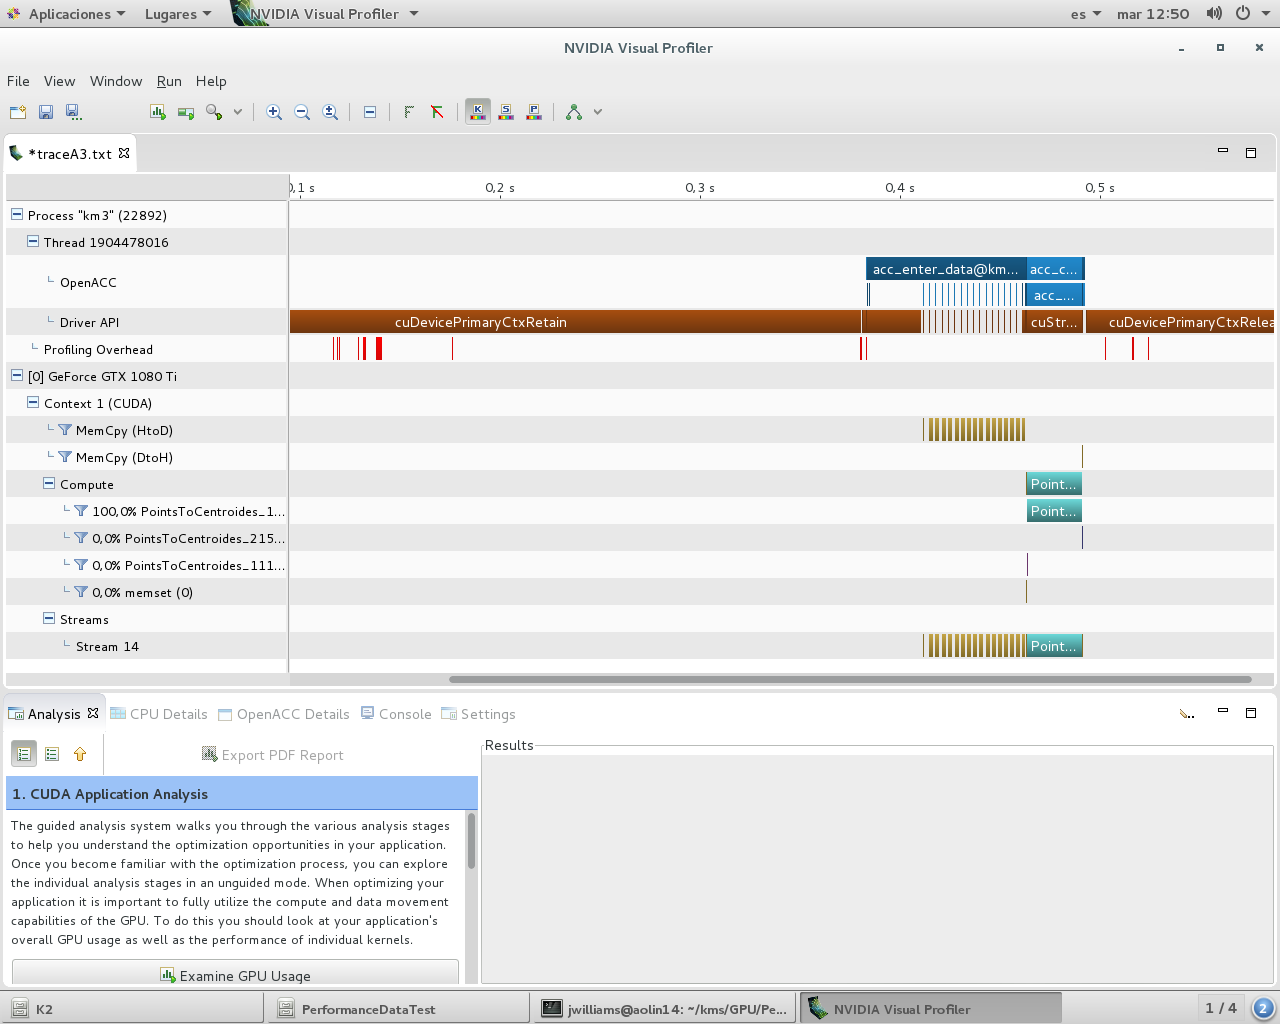 Aplicaciones Lugares NVIDIA Visual Profiler es mar 12:50
NVIDIA Visual Profiler
File View Window Run Help
K S P
*traceA3.txt
0,1 s 0,2 s 0,3 s 0,4 s 0,5 s
Process "km3" (22892)
Thread 1904478016
OpenACC
acc_enter_data@km... acc_c...
acc_...
Driver API cuDevicePrimaryCtxRetain cuStr... cuDevicePrimaryCtxRelea
Profiling Overhead
[0] GeForce GTX 1080 Ti
Context 1 (CUDA)
MemCpy (HtoD)
MemCpy (DtoH)
Compute Point...
100,0% PointsToCentroides_1... Point...
0,0% PointsToCentroides_215...
0,0% PointsToCentroides_111...
0,0% memset (0)
Streams
Stream 14 Point...
Analysis CPU Details OpenACC Details Console Settings
Export PDF Report
Results
1. CUDA Application Analysis
The guided analysis system walks you through the various analysis stages
to help you understand the optimization opportunities in your application.
Once you become familiar with the optimization process, you can explore
the individual analysis stages in an unguided mode. When optimizing your
application it is important to fully utilize the compute and data movement
capabilities of the GPU. To do this you should look at your application's
overall GPU usage as well as the performance of individual kernels.
Examine GPU Usage
K2 PerformanceDataTest jwilliams@aolin14: ~/kms/GPU/Pe... NVIDIA Visual Profiler 1 / 4 2